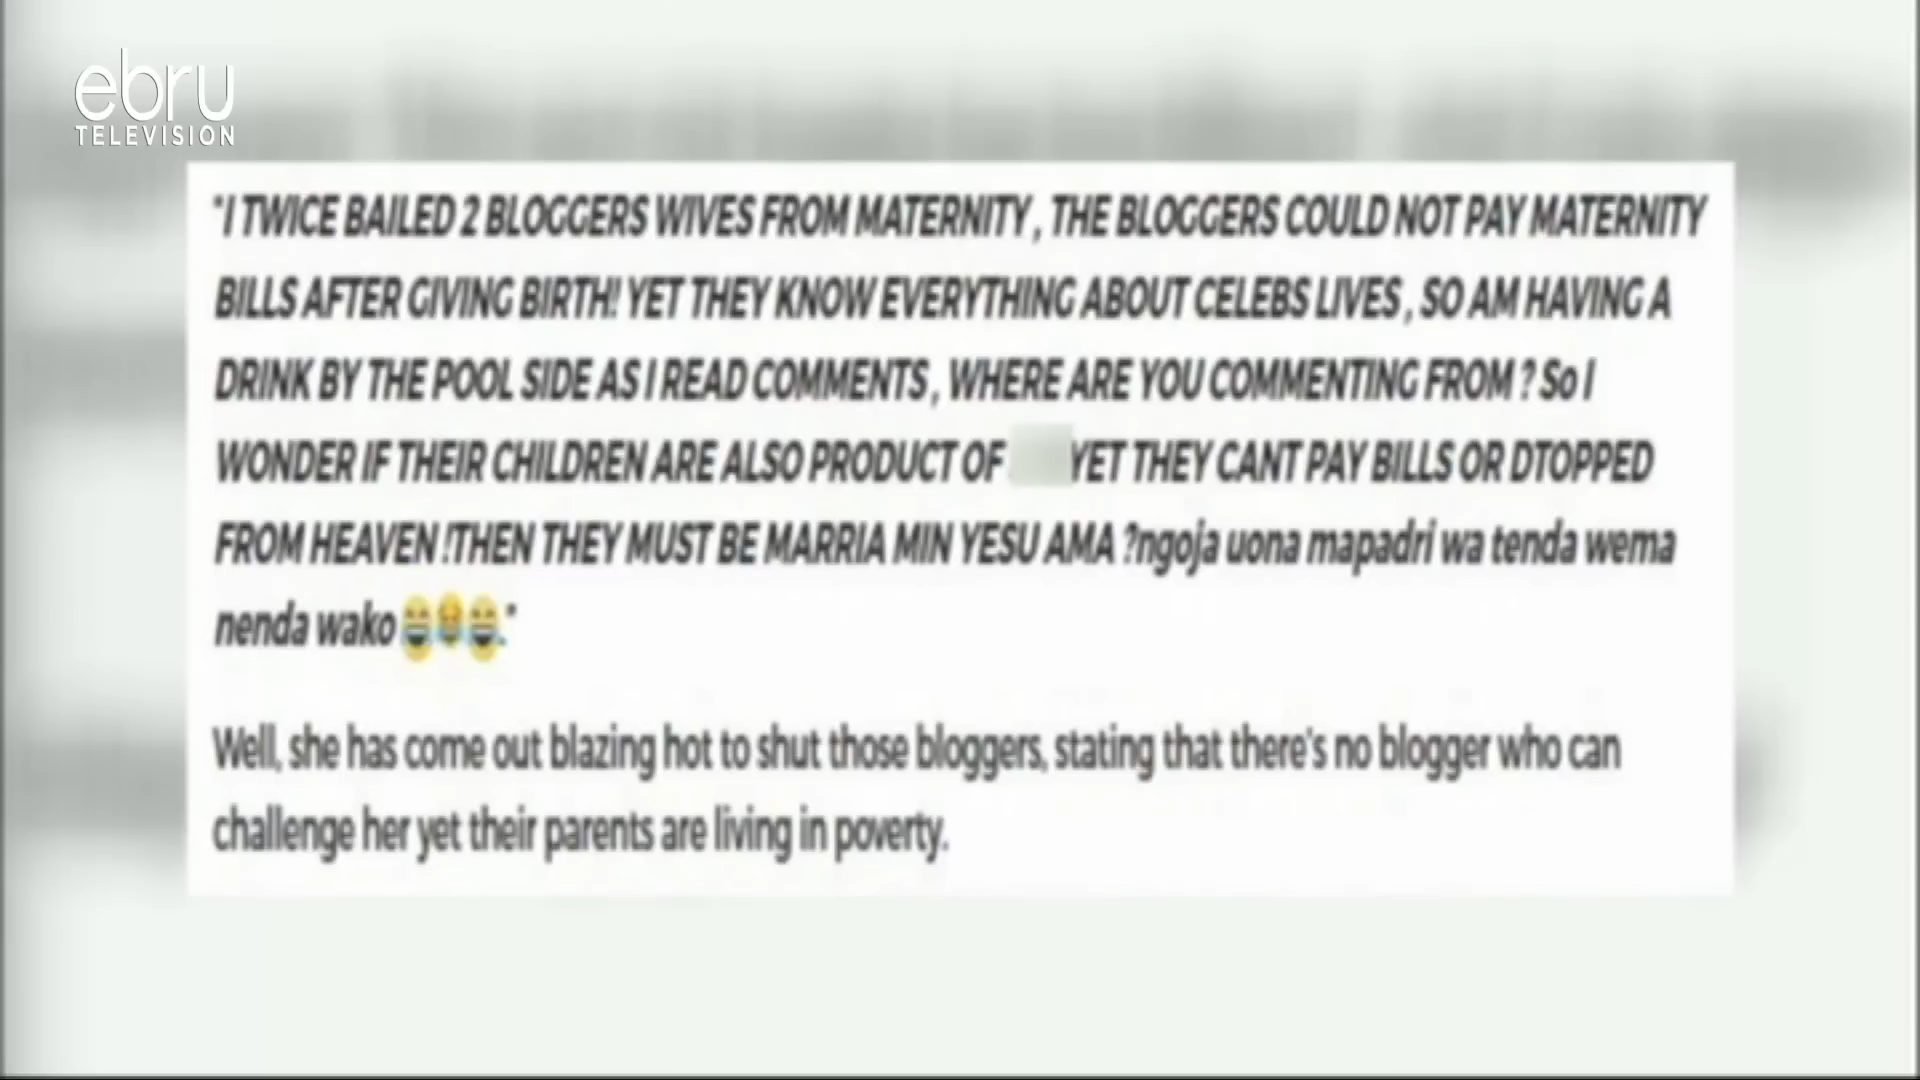 ebru
TELEVISION
"I TWICE BAILED 2 BLOGGERS WIVES FROM MATERNITY , THE BLOGGERS COULD NOT PAY MATERNITY
BILLS AFTER GIVING BIRTH! YET THEY KNOW EVERYTHING ABOUT CELEBS LIVES , SO AM HAVING A
DRINK BY THE POOL SIDE AS I READ COMMENTS , WHERE ARE YOU COMMENTING FROM ? So I
WONDER IF THEIR CHILDREN ARE ALSO PRODUCT OF YET THEY CANT PAY BILLS OR DTOPPED
FROM HEAVEN !THEN THEY MUST BE MARRIA MIN YESU AMA ?ngoja uona mapadri wa tenda wema
nenda wako 😂😂😂."
Well, she has come out blazing hot to shut those bloggers, stating that there's no blogger who can
challenge her yet their parents are living in poverty.